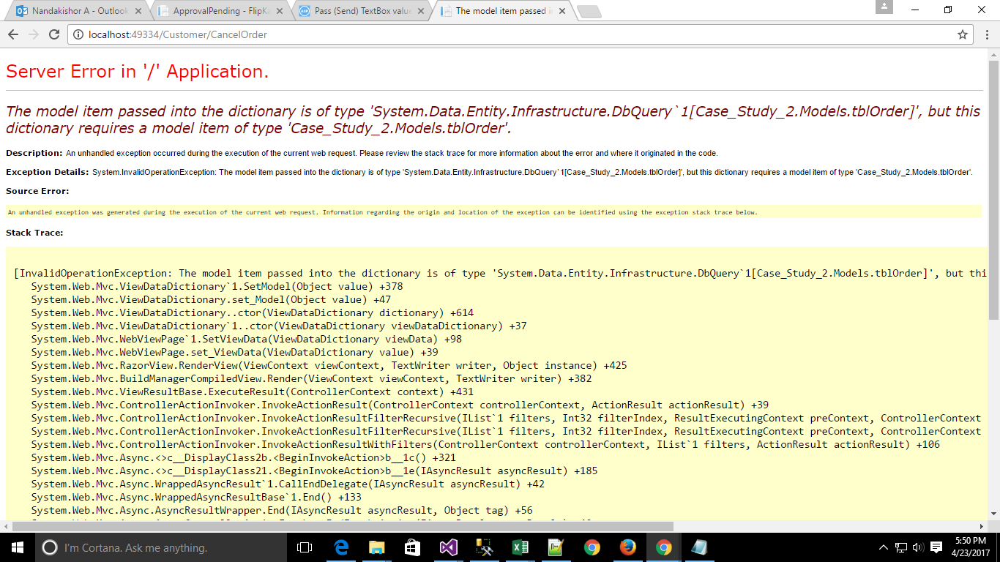 Nandakishor A - Outlook
ApprovalPending - FlipKa
Pass (Send) TextBox value
The model item passed i
localhost:49334/Customer/CancelOrder
Server Error in '/' Application.
The model item passed into the dictionary is of type 'System.Data.Entity.Infrastructure.DbQuery`1[Case_Study_2.Models.tblOrder]', but this
dictionary requires a model item of type 'Case_Study_2.Models.tblOrder'.
Description: An unhandled exception occurred during the execution of the current web request. Please review the stack trace for more information about the error and where it originated in the code.
Exception Details: System.InvalidOperationException: The model item passed into the dictionary is of type 'System.Data.Entity.Infrastructure.DbQuery`1[Case_Study_2.Models.tblOrder]', but this dictionary requires a model item of type 'Case_Study_2.Models.tblOrder'.
Source Error:
An unhandled exception was generated during the execution of the current web request. Information regarding the origin and location of the exception can be identified using the exception stack trace below.
Stack Trace:
[InvalidOperationException: The model item passed into the dictionary is of type 'System.Data.Entity.Infrastructure.DbQuery`1[Case_Study_2.Models.tblOrder]', but thi
System.Web.Mvc.ViewDataDictionary`1.SetModel(Object value) +378
System.Web.Mvc.ViewDataDictionary.set_Model(Object value) +47
System.Web.Mvc.ViewDataDictionary..ctor(ViewDataDictionary dictionary) +614
System.Web.Mvc.ViewDataDictionary`1..ctor(ViewDataDictionary viewDataDictionary) +37
System.Web.Mvc.WebViewPage`1.SetViewData(ViewDataDictionary viewData) +98
System.Web.Mvc.WebViewPage.set_ViewData(ViewDataDictionary value) +39
System.Web.Mvc.RazorView.RenderView(ViewContext viewContext, TextWriter writer, Object instance) +425
System.Web.Mvc.BuildManagerCompiledView.Render(ViewContext viewContext, TextWriter writer) +382
System.Web.Mvc.ViewResultBase.ExecuteResult(ControllerContext context) +431
System.Web.Mvc.ControllerActionInvoker.InvokeActionResult(ControllerContext controllerContext, ActionResult actionResult) +39
System.Web.Mvc.ControllerActionInvoker.InvokeActionResultFilterRecursive(IList`1 filters, Int32 filterIndex, ResultExecutingContext preContext, ControllerContext
System.Web.Mvc.ControllerActionInvoker.InvokeActionResultFilterRecursive(IList`1 filters, Int32 filterIndex, ResultExecutingContext preContext, ControllerContext
System.Web.Mvc.ControllerActionInvoker.InvokeActionResultWithFilters(ControllerContext controllerContext, IList`1 filters, ActionResult actionResult) +106
System.Web.Mvc.Async.<>c__DisplayClass2b.<BeginInvokeAction>b__1c() +321
System.Web.Mvc.Async.<>c__DisplayClass21.<BeginInvokeAction>b__1e(IAsyncResult asyncResult) +185
System.Web.Mvc.Async.WrappedAsyncResult`1.CallEndDelegate(IAsyncResult asyncResult) +42
System.Web.Mvc.Async.WrappedAsyncResultBase`1.End() +133
System.Web.Mvc.Async.AsyncResultWrapper.End(IAsyncResult asyncResult, Object tag) +56
I'm Cortana. Ask me anything.
5:50 PM
4/23/2017